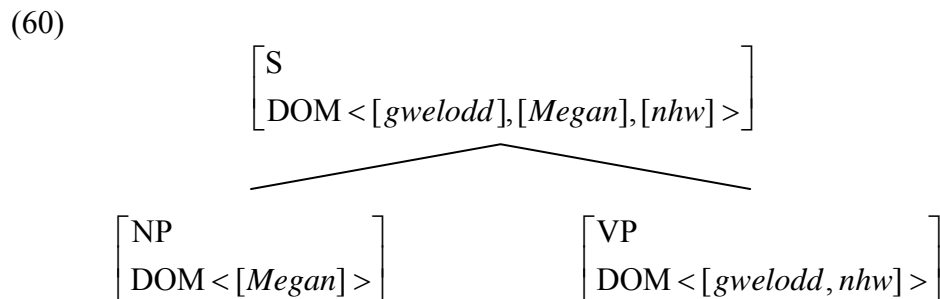 (60)
S
DOM <[gwelodd],[Megan],[nhw]>
NP VP
DOM <[Megan]> DOM <[gwelodd, nhw]>